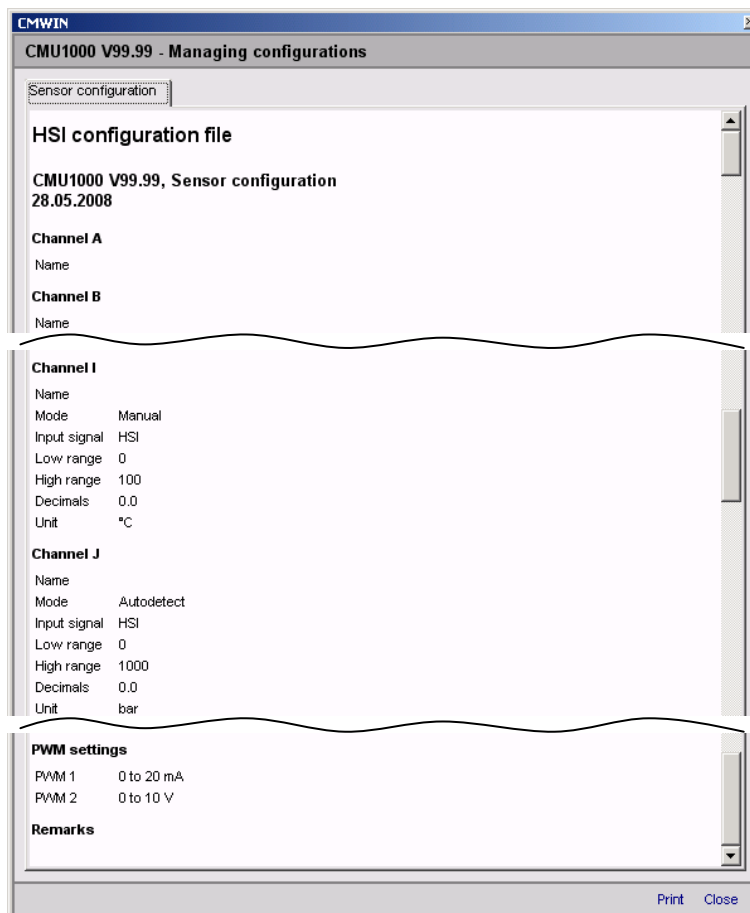 CMWIN
CMU1000 V99.99 - Managing configurations
Sensor configuration
HSI configuration file
CMU1000 V99.99, Sensor configuration
28.05.2008
Channel A
Name
Channel B
Name
Channel I
Name
Mode Manual
Input signal HSI
Low range 0
High range 100
Decimals 0.0
Unit °C
Channel J
Name
Mode Autodetect
Input signal HSI
Low range 0
High range 1000
Decimals 0.0
Unit bar
PWM settings
PWM 1 0 to 20 mA
PWM 2 0 to 10 V
Remarks
Print Close